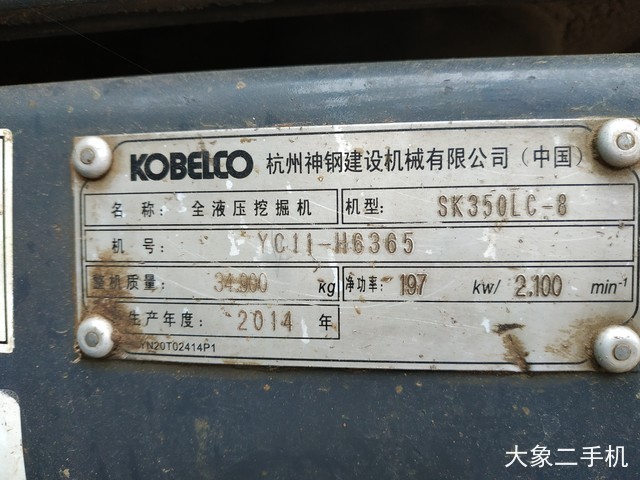 KOBELCO 杭州神钢建设机械有限公司（中国）
名 称： 全液压挖掘机 机型： SK350LC-8
机 号： YC11-H6365
整机质量： 34,900 kg 净功率： 197 kw/ 2,100 min⁻¹
生产年度： 2014 年
YN20T02414P1
大象二手机